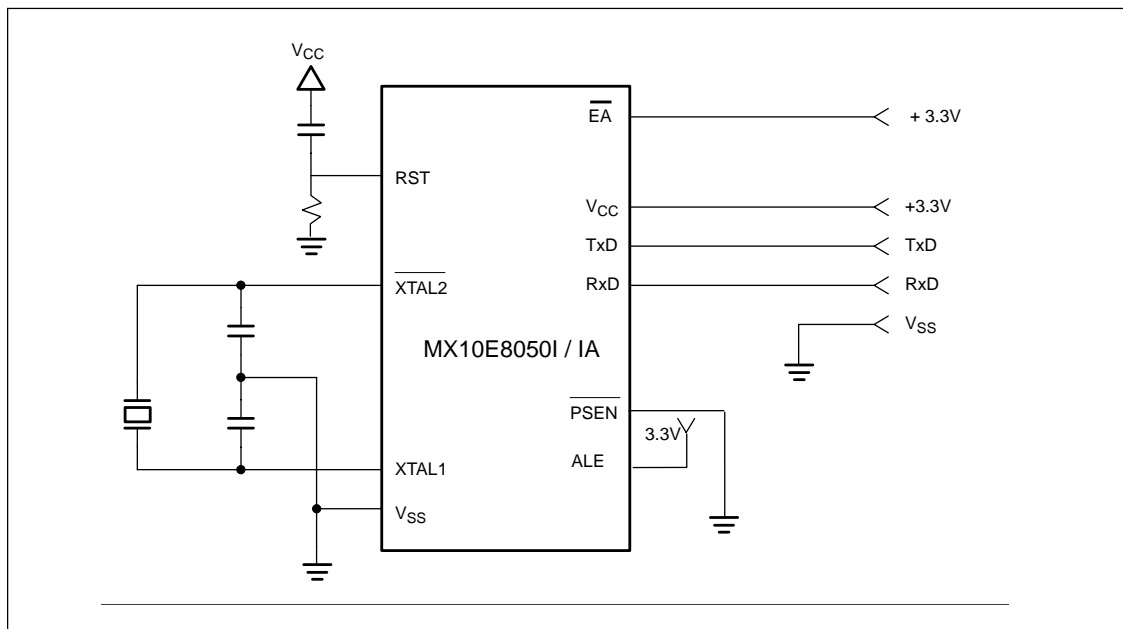 VCC
EA
+ 3.3V
RST
VCC
+3.3V
TxD
TxD
XTAL2
RxD
RxD
VSS
MX10E8050I / IA
PSEN
3.3V
XTAL1
ALE
VSS